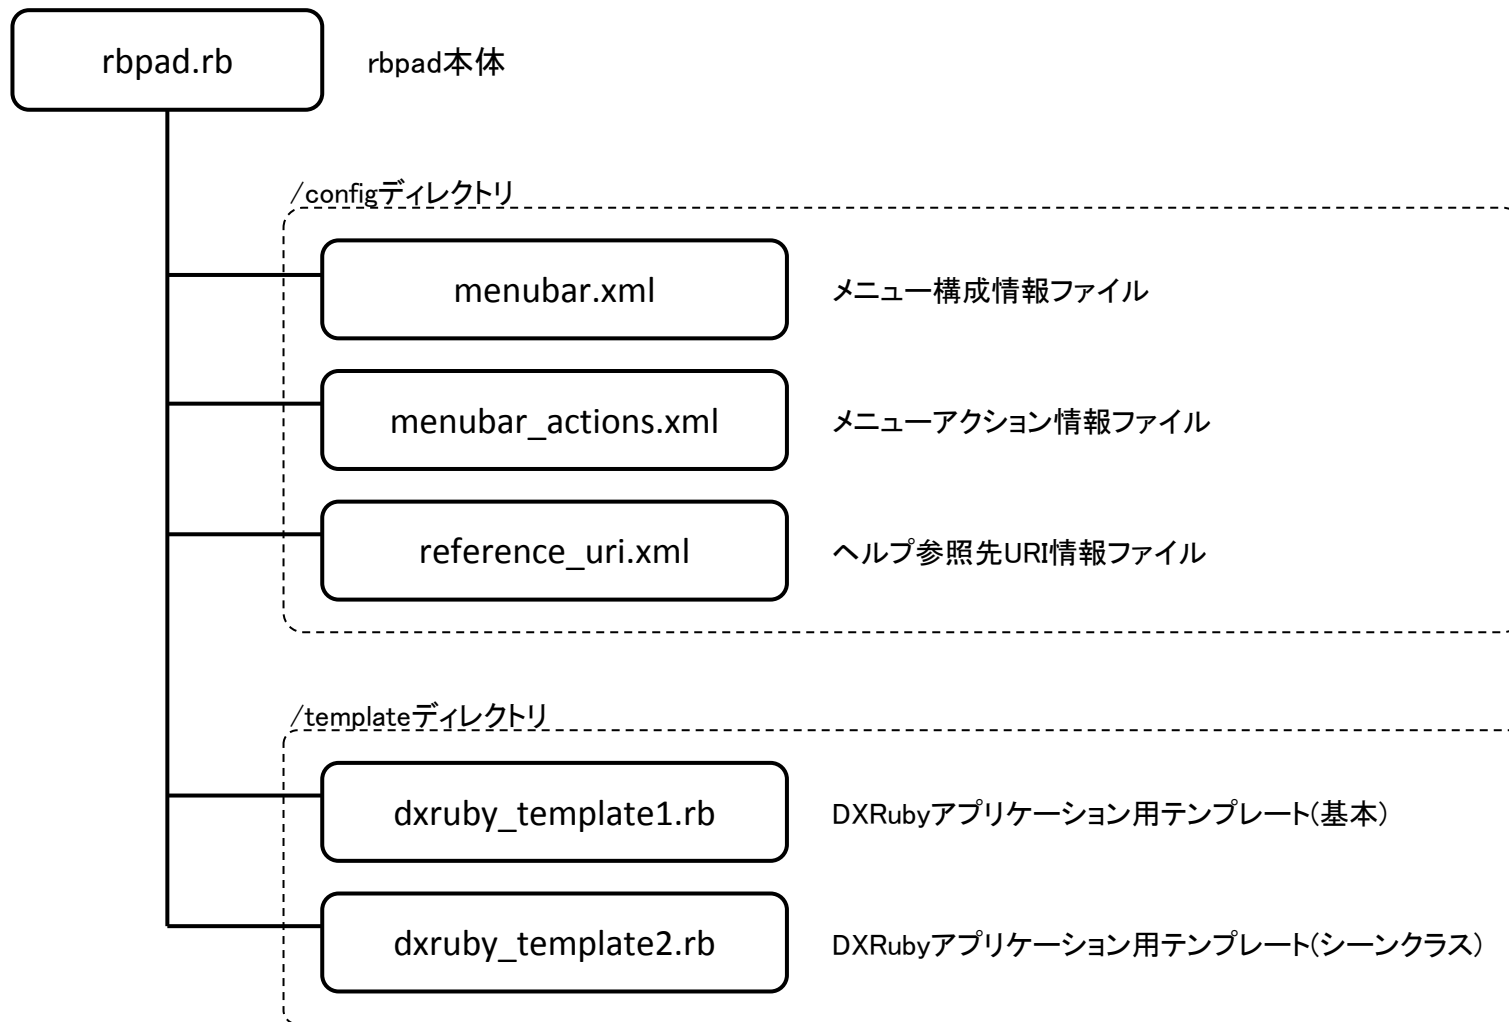 rbpad.rb
rbpad本体
/configディレクトリ
menubar.xml
メニュー構成情報ファイル
menubar_actions.xml
メニューアクション情報ファイル
reference_uri.xml
ヘルプ参照先URI情報ファイル
/templateディレクトリ
dxruby_template1.rb
DXRubyアプリケーション用テンプレート(基本)
dxruby_template2.rb
DXRubyアプリケーション用テンプレート(シーンクラス)